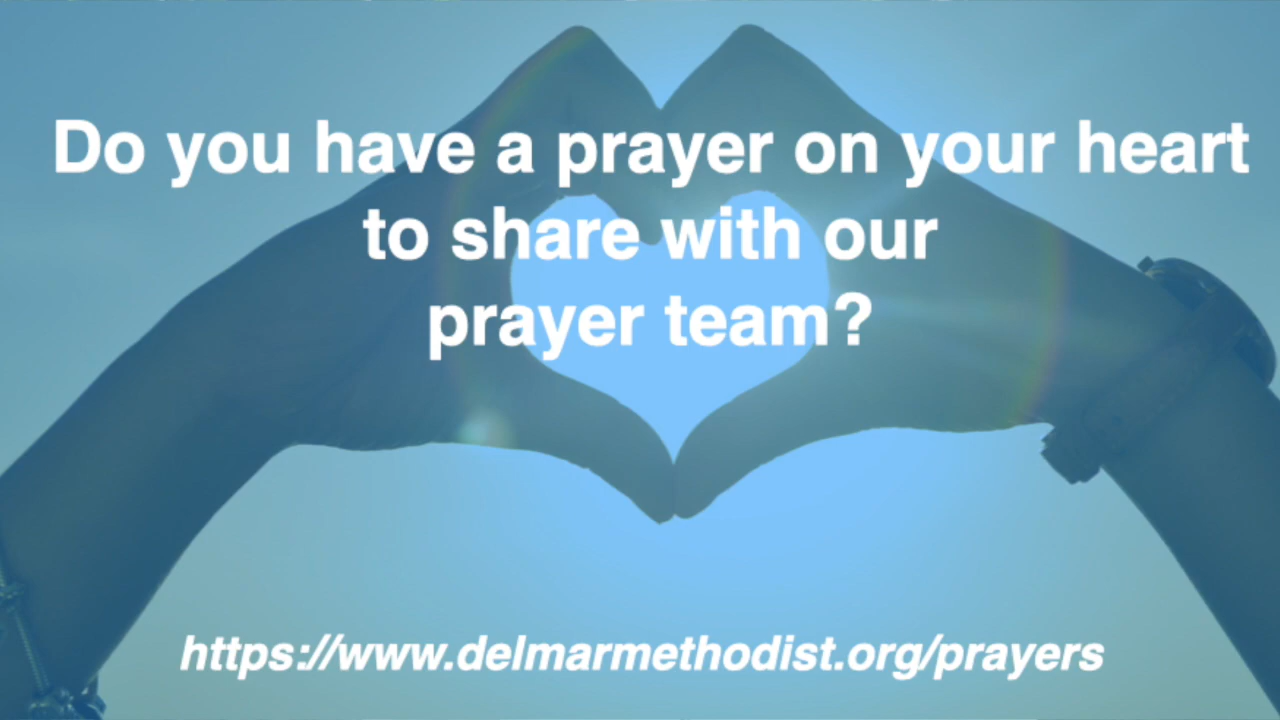 Do you have a prayer on your heart
to share with our
prayer team?
https://www.delmarmethodist.org/prayers